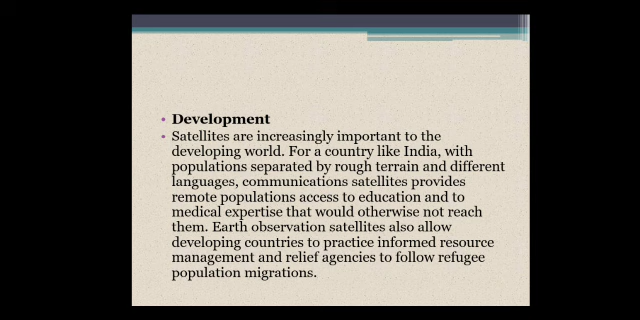 • Development
• Satellites are increasingly important to the
developing world. For a country like India, with
populations separated by rough terrain and different
languages, communications satellites provides
remote populations access to education and to
medical expertise that would otherwise not reach
them. Earth observation satellites also allow
developing countries to practice informed resource
management and relief agencies to follow refugee
population migrations.